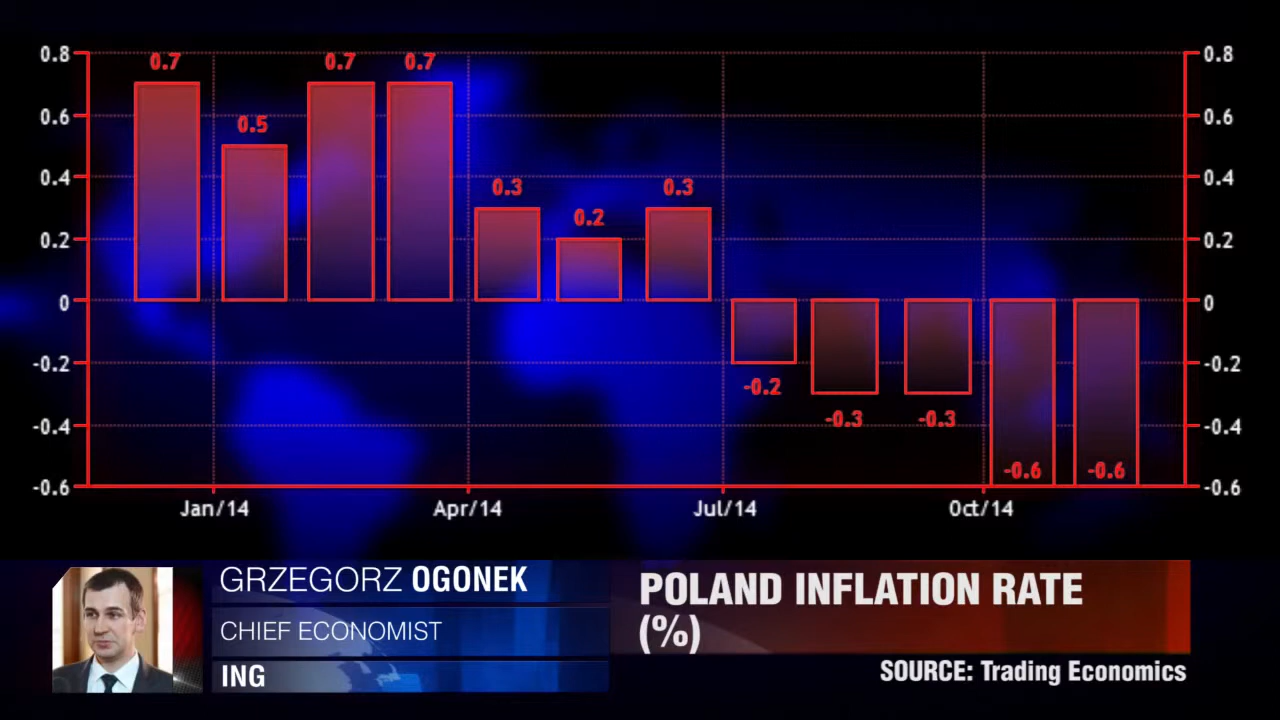 0.8 0.7 0.7 0.7 0.8
0.6 0.5 0.6
0.4 0.3 0.3 0.4
0.2 0.2 0.2
0 0
-0.2 -0.2 -0.2
-0.4 -0.3 -0.3 -0.4
-0.6 -0.6 -0.6 -0.6
Jan/14 Apr/14 Jul/14 Oct/14
GRZEGORZ OGONEK
CHIEF ECONOMIST
ING
POLAND INFLATION RATE
(%)
SOURCE: Trading Economics